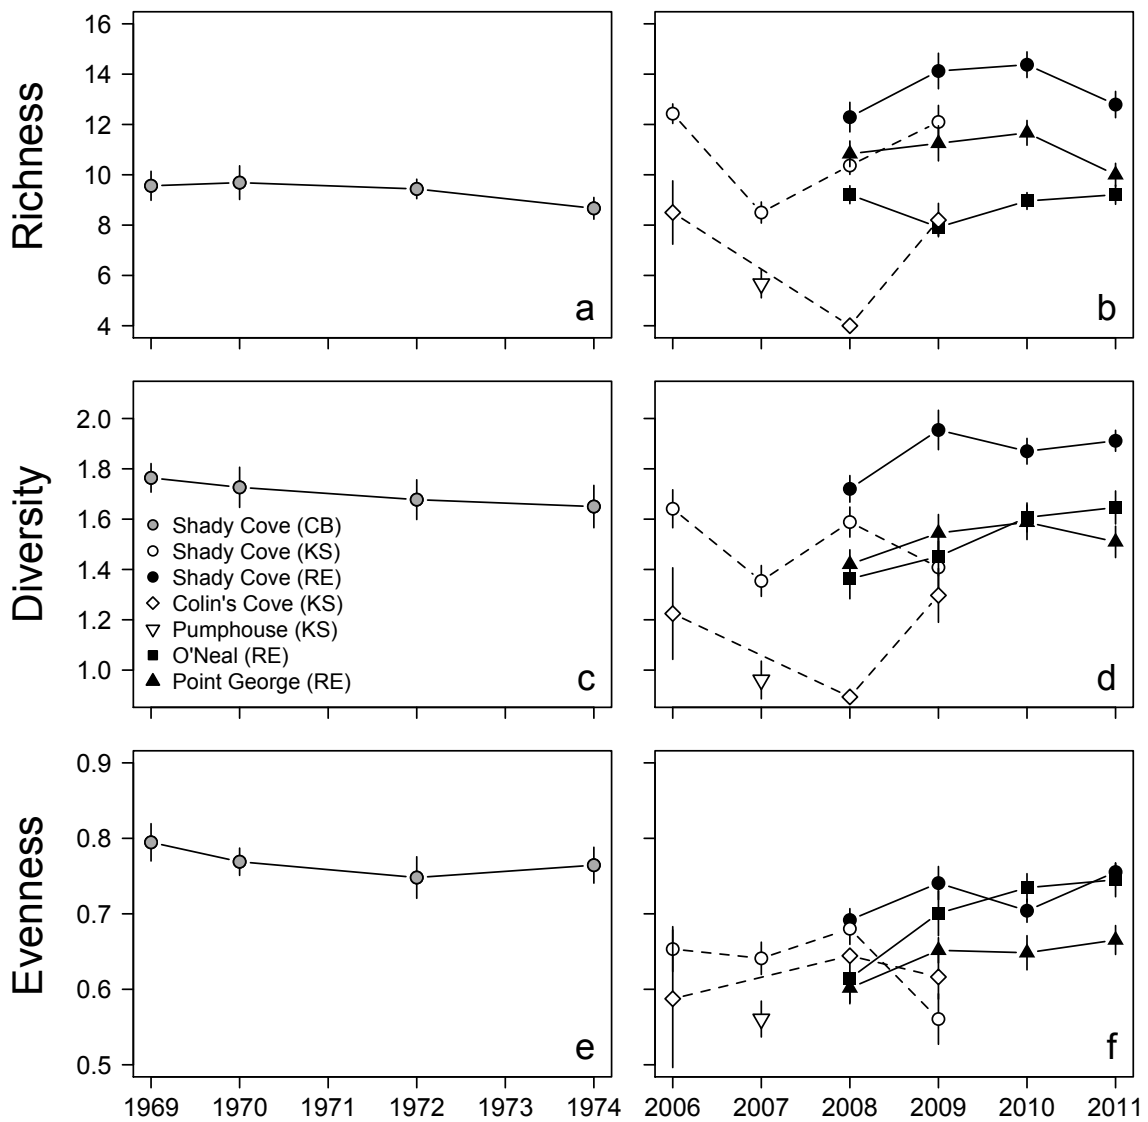 Richness
16
14
12
10
8
6
4
a
b
Diversity
2.0
1.8
1.6
1.4
1.2
1.0
Shady Cove (CB)
Shady Cove (KS)
Shady Cove (RE)
Colin's Cove (KS)
Pumphouse (KS)
O'Neal (RE)
Point George (RE)
c
d
Evenness
0.9
0.8
0.7
0.6
0.5
e
f
1969 1970 1971 1972 1973 1974
2006 2007 2008 2009 2010 2011